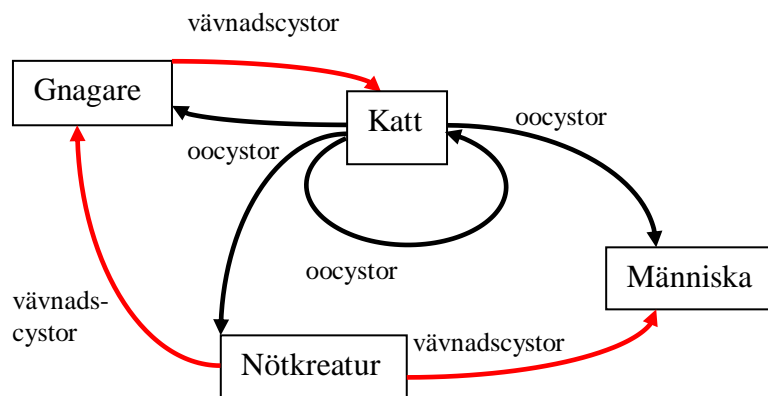 vävnadscystor
Gnagare
Katt
oocystor
oocystor
oocystor
Människa
vävnads-
cystor
vävnadscystor
Nötkreatur